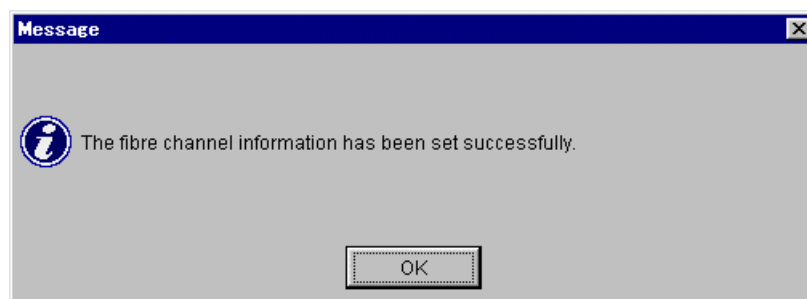 Message
The fibre channel information has been set successfully.
OK